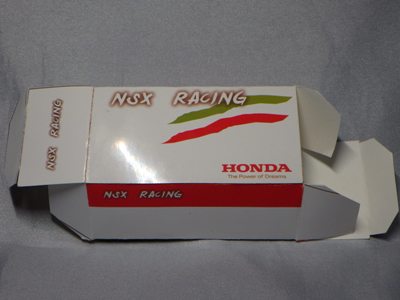 NSX RACING
NSX RACING
HONDA
The Power of Dreams
NSX RACING